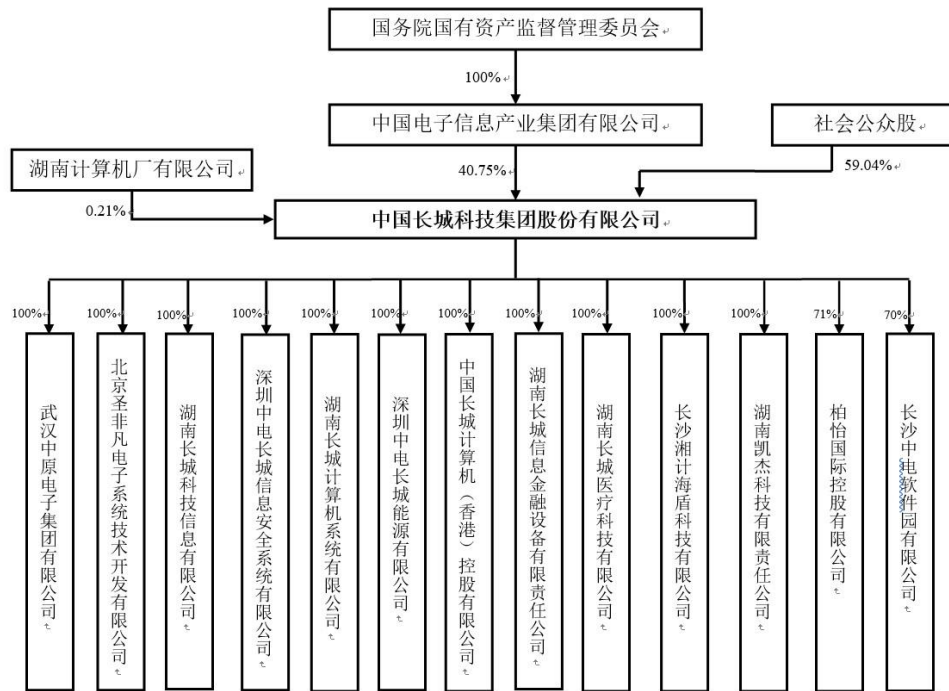 国务院国有资产监督管理委员会
100%
中国电子信息产业集团有限公司
社会公众股
湖南计算机厂有限公司
40.75%
59.04%
0.21%
中国长城科技集团股份有限公司
100%
100%
100%
100%
100%
100%
100%
100%
100%
100%
100%
71%
70%
武汉中原电子集团有限公司
北京圣非凡电子系统技术开发有限公司
湖南长城科技信息有限公司
深圳中电长城信息安全系统有限公司
湖南长城计算机系统有限公司
深圳中电长城能源有限公司
中国长城计算机（香港）控股有限公司
湖南长城信息金融设备有限责任公司
湖南长城医疗科技有限公司
长沙湘计海盾科技有限公司
湖南凯杰科技有限责任公司
柏怡国际控股有限公司
长沙中电软件园有限公司